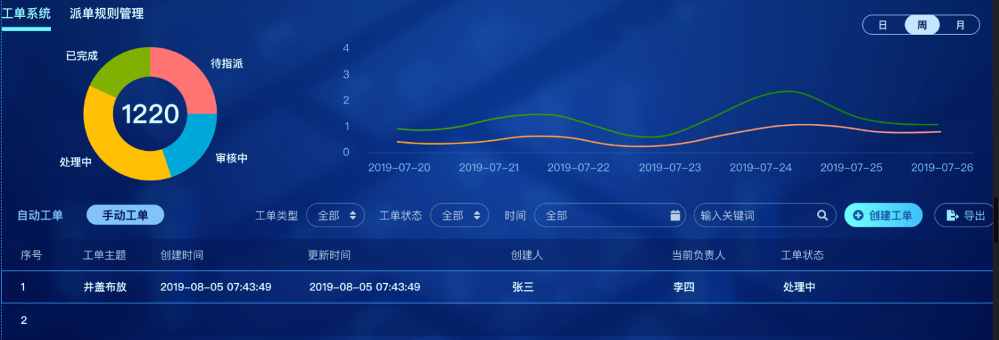 工单系统 派单规则管理
日 周 月
已完成 待指派
1220
处理中 审核中
4
3
2
1
0
2019-07-20 2019-07-21 2019-07-22 2019-07-23 2019-07-24 2019-07-25 2019-07-26
自动工单 手动工单 工单类型 全部 工单状态 全部 时间 全部 输入关键词 创建工单 导出
序号 工单主题 创建时间 更新时间 创建人 当前负责人 工单状态
1 井盖布放 2019-08-05 07:43:49 2019-08-05 07:43:49 张三 李四 处理中
2